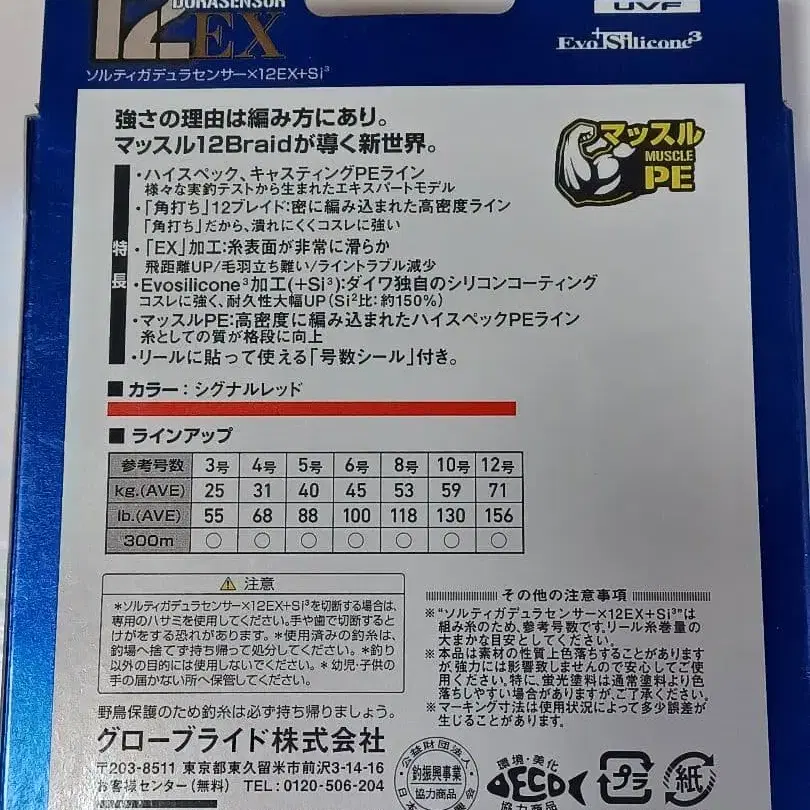 DURASENSOR
12EX
UVF
Evo+Silicone³
ソルティガデュラセンサー×12EX+Si³
強さの理由は編み方にあり。
マッスル12Braidが導く新世界。
マッスル
MUSCLE
PE
特長
・ハイスペック、キャスティングPEライン
様々な実釣テストから生まれたエキスパートモデル
・「角打ち」12ブレイド:密に編み込まれた高密度ライン
「角打ち」だから、潰れにくくコスレに強い
・「EX」加工:糸表面が非常に滑らか
飛距離UP/毛羽立ち難い/ライントラブル減少
・Evosilicone³加工(+Si³):ダイワ独自のシリコンコーティング
コスレに強く、耐久性大幅UP(Si²比:約150%)
・マッスルPE:高密度に編み込まれたハイスペックPEライン
糸としての質が格段に向上
・リールに貼って使える「号数シール」付き。
■ カラー:シグナルレッド
■ ラインアップ
参考号数 3号 4号 5号 6号 8号 10号 12号
kg.(AVE) 25 31 40 45 53 59 71
lb.(AVE) 55 68 88 100 118 130 156
300m ○ ○ ○ ○ ○ ○ ○
⚠ 注意
*ソルティガデュラセンサー×12EX+Si³を切断する場合は、
専用のハサミを使用してください。手や歯で切断すると
けがをする恐れがあります。*使用済みの釣糸は、
釣場へ捨てず持ち帰って処分してください。*釣り
以外の目的には使用しないでください。*幼児・子供の
手の届かない所へ保管してください。
その他の注意事項
※"ソルティガデュラセンサー×12EX+Si³"は
組み糸のため、参考号数です。リール糸巻量の
大まかな目安としてください。
※本品は素材の性質上色落ちすることがあります
が、強力には影響致しませんので安心してご使
用ください。特に、蛍光塗料は通常塗料より色
落ちしやすい場合がありますが、ご了承ください。
※マーキング寸法は使用状況によって多少誤差が
生じることがあります。
野鳥保護のため釣糸は必ず持ち帰りましょう。
グローブライド株式会社
〒203-8511 東京都東久留米市前沢3-14-16
お客様センター(無料) TEL:0120-506-204
公益財団法人
釣振興事業
協力商品
環境・美化
DECO
協力商品
プラ
紙